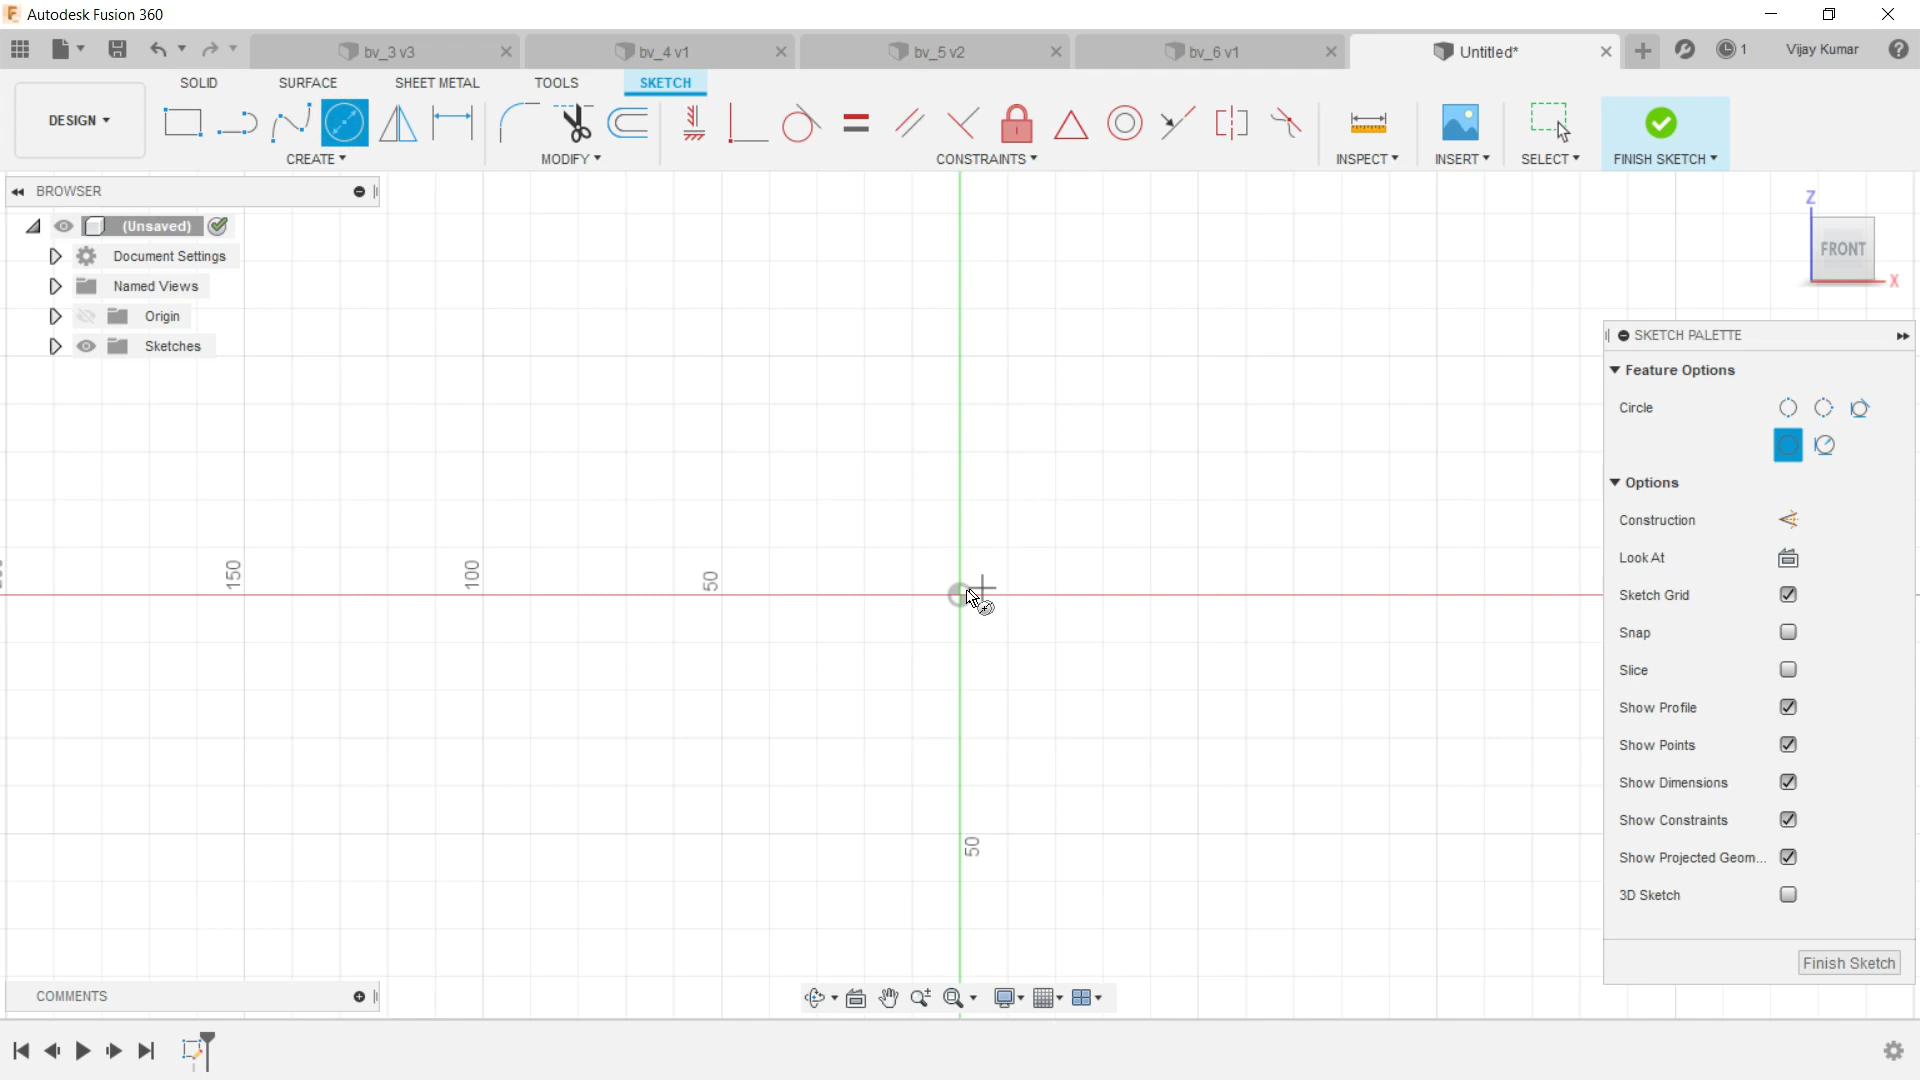 Autodesk Fusion 360
bv_3 v3
bv_4 v1
bv_5 v2
bv_6 v1
Untitled*
1
Vijay Kumar
SOLID
SURFACE
SHEET METAL
TOOLS
SKETCH
DESIGN
CREATE
MODIFY
CONSTRAINTS
INSPECT
INSERT
SELECT
FINISH SKETCH
BROWSER
(Unsaved)
Document Settings
Named Views
Origin
Sketches
Z
FRONT
X
150
100
50
50
SKETCH PALETTE
Feature Options
Circle
Options
Construction
Look At
Sketch Grid
Snap
Slice
Show Profile
Show Points
Show Dimensions
Show Constraints
Show Projected Geom...
3D Sketch
Finish Sketch
COMMENTS